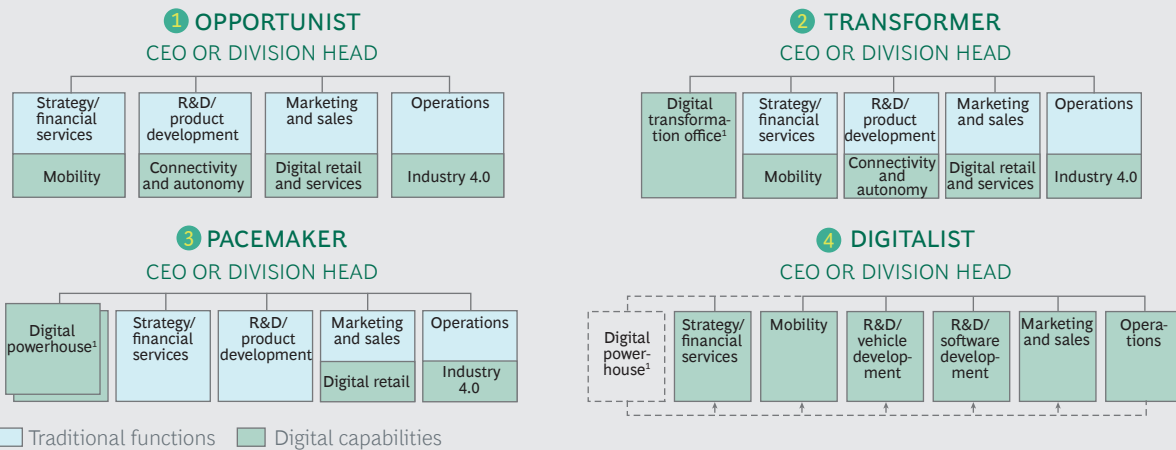 1 OPPORTUNIST
CEO OR DIVISION HEAD
Strategy/
financial
services
Mobility
R&D/
product
development
Connectivity
and autonomy
Marketing
and sales
Digital retail
and services
Operations
Industry 4.0
2 TRANSFORMER
CEO OR DIVISION HEAD
Digital
transforma-
tion office¹
Strategy/
financial
services
Mobility
R&D/
product
development
Connectivity
and
autonomy
Marketing
and sales
Digital retail
and services
Operations
Industry 4.0
3 PACEMAKER
CEO OR DIVISION HEAD
Digital
powerhouse¹
Strategy/
financial
services
R&D/
product
development
Marketing
and sales
Digital retail
Operations
Industry
4.0
4 DIGITALIST
CEO OR DIVISION HEAD
Digital
power-
house¹
Strategy/
financial
services
Mobility
R&D/
vehicle
develop-
ment
R&D/
software
develop-
ment
Marketing
and sales
Opera-
tions
Traditional functions
Digital capabilities